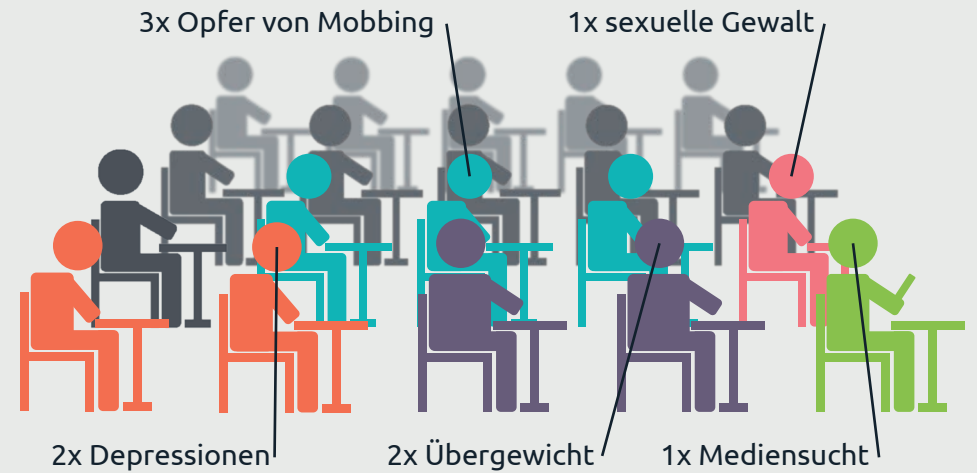 3x Opfer von Mobbing
1x sexuelle Gewalt
2x Depressionen
2x Übergewicht
1x Mediensucht